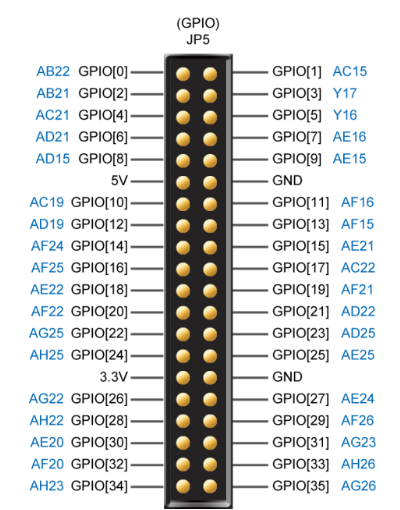 (GPIO)
JP5
AB22 GPIO[0] GPIO[1] AC15
AB21 GPIO[2] GPIO[3] Y17
AC21 GPIO[4] GPIO[5] Y16
AD21 GPIO[6] GPIO[7] AE16
AD15 GPIO[8] GPIO[9] AE15
5V GND
AC19 GPIO[10] GPIO[11] AF16
AD19 GPIO[12] GPIO[13] AF15
AF24 GPIO[14] GPIO[15] AE21
AF25 GPIO[16] GPIO[17] AC22
AE22 GPIO[18] GPIO[19] AF21
AF22 GPIO[20] GPIO[21] AD22
AG25 GPIO[22] GPIO[23] AD25
AH25 GPIO[24] GPIO[25] AE25
3.3V GND
AG22 GPIO[26] GPIO[27] AE24
AH22 GPIO[28] GPIO[29] AF26
AE20 GPIO[30] GPIO[31] AG23
AF20 GPIO[32] GPIO[33] AH26
AH23 GPIO[34] GPIO[35] AG26